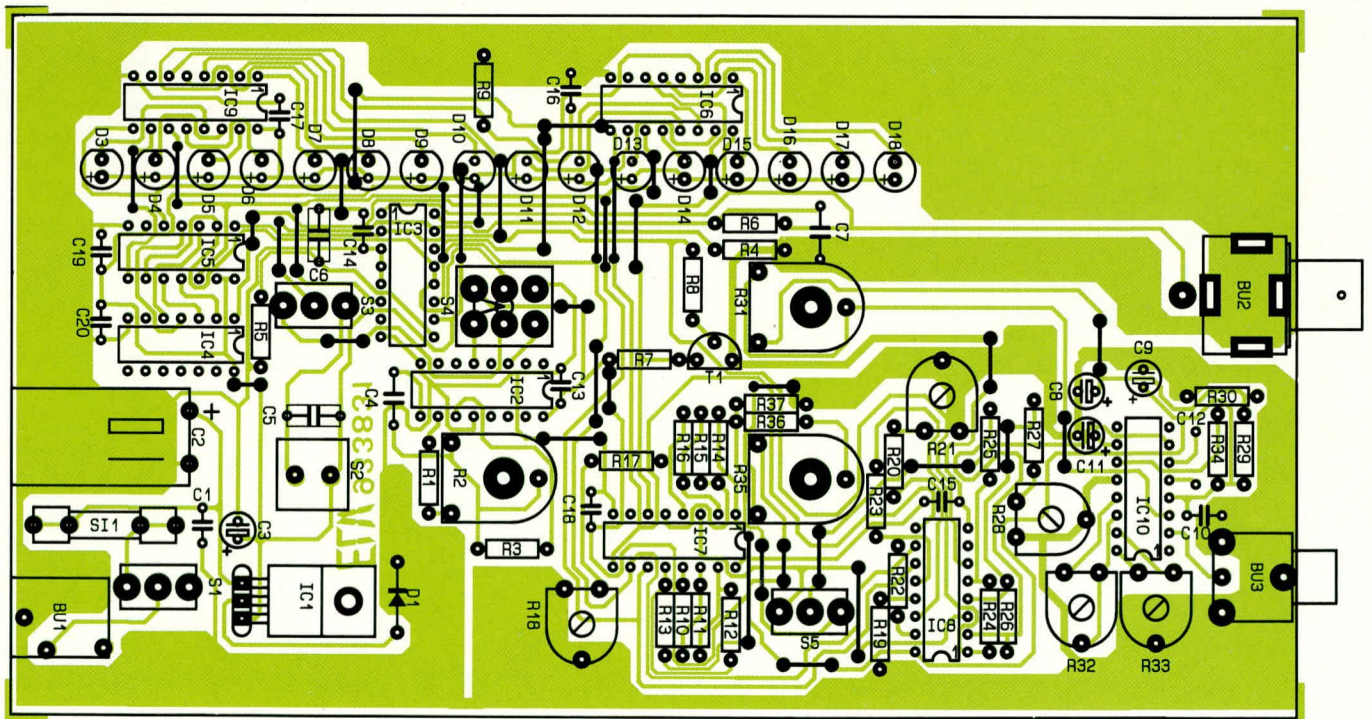 IC9
C17
R9
C16
IC6
D3
D7
D8
D9
D10
D13
D15
D16
D17
D18
D4
D5
D6
D11
D12
D14
C19
IC5
C6
C14
IC3
R6
R4
C7
R8
R31
BU2
C20
IC4
R5
S3
S4
R7
T1
C9
C8
C2
C5
C4
IC2
C13
R37
R36
R21
R25
R27
C11
C12
R30
R34
R29
S2
R1
R2
R17
R16
R15
R14
R35
R20
R23
C15
R28
IC10
C10
SI1
C1
C3
C18
IC7
R3
BU3
BU1
S1
IC1
D1
R18
R13
R10
R11
R12
S5
R22
R19
IC8
R24
R26
R32
R33